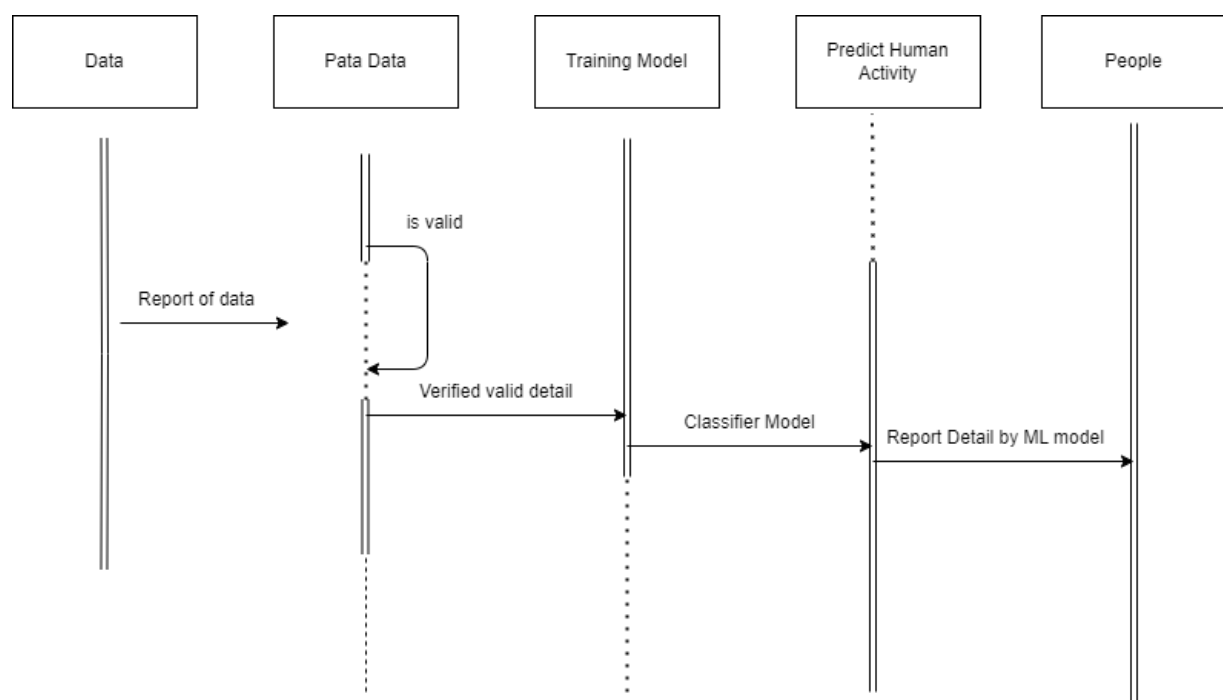 Data
Pata Data
Training Model
Predict Human
Activity
People
is valid
Report of data
Verified valid detail
Classifier Model
Report Detail by ML model